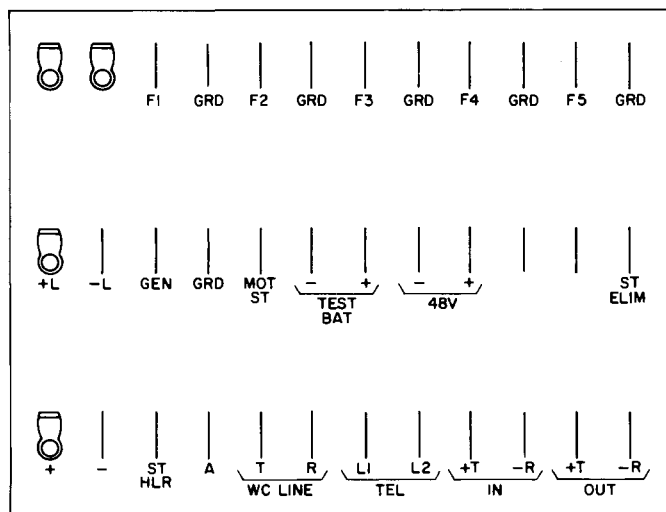 F1 GRD F2 GRD F3 GRD F4 GRD F5 GRD
+L -L GEN GRD MOT ST - + - + ST ELIM
TEST BAT 48V
+ - ST HLR A T R L1 L2 +T -R +T -R
WC LINE TEL IN OUT